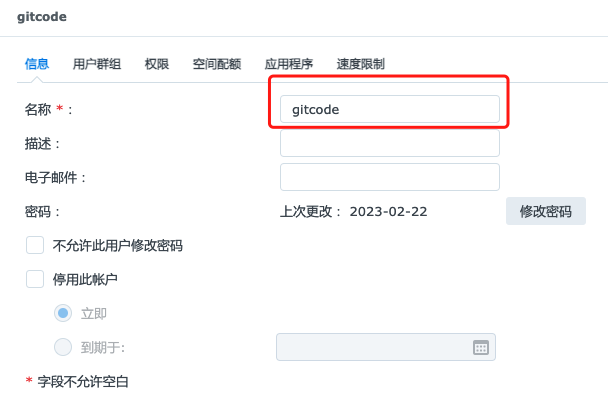 gitcode
信息 用户群组 权限 空间配额 应用程序 速度限制
名称 * : gitcode
描述 :
电子邮件 :
密码 : 上次更改 : 2023-02-22 修改密码
不允许此用户修改密码
停用此帐户
立即
到期于:
* 字段不允许空白